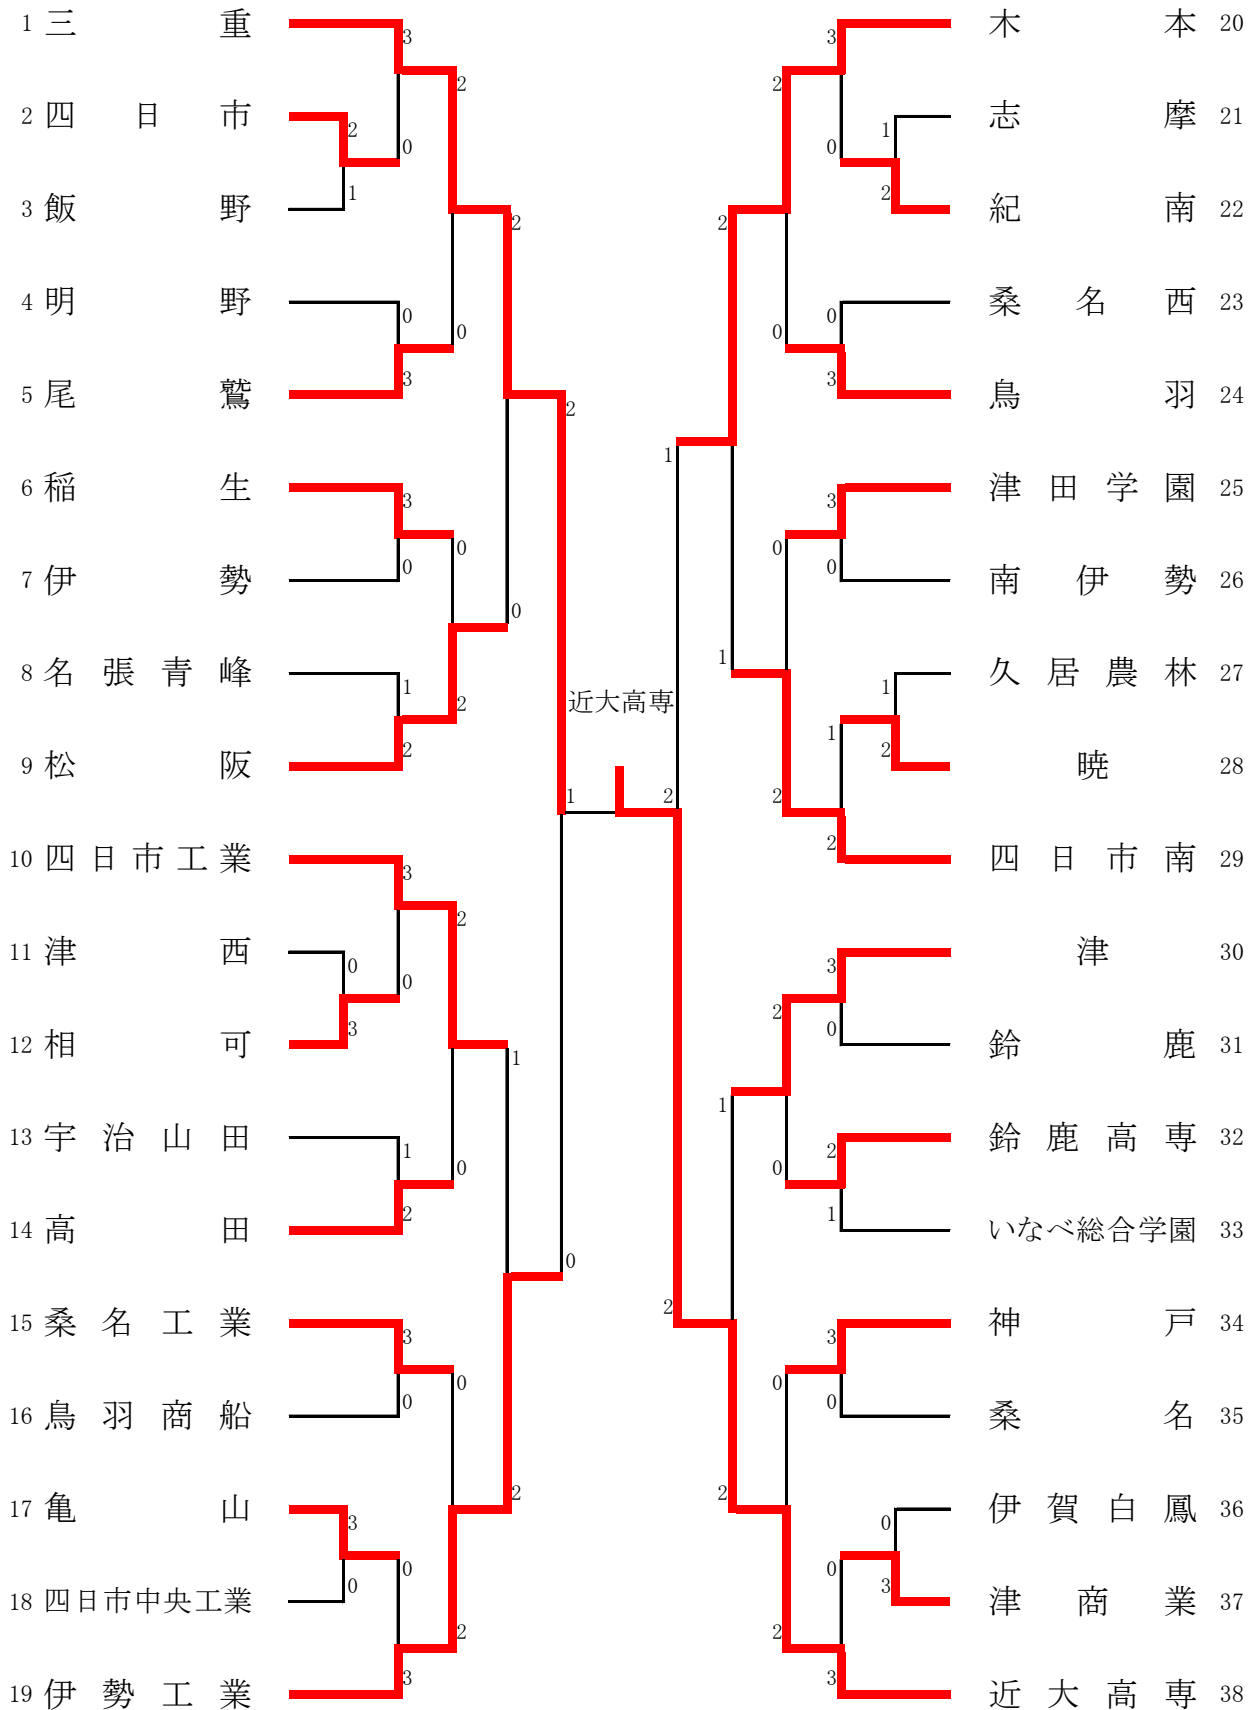 1 三重
3
2
2 四日市
2
0
1
3 飯野
2
4 明野
0
0
3
5 尾鷲
2
6 稲生
3
0
0
7 伊勢
0
8 名張青峰
1
2
2
9 松阪
1
10 四日市工業
3
2
11 津西
0
0
3
12 相可
1
13 宇治山田
1
0
2
14 高田
0
15 桑名工業
3
0
0
16 鳥羽商船
2
17 亀山
3
0
0
18 四日市中央工業
2
3
19 伊勢工業
近大高専
木本 20
3
2
志摩 21
1
0
2
紀南 22
2
桑名西 23
0
0
3
鳥羽 24
1
津田学園 25
3
0
0
南伊勢 26
1
久居農林 27
1
1
2
暁 28
2
2
2
四日市南 29
津 30
3
2
0
鈴鹿 31
1
鈴鹿高専 32
2
0
1
いなべ総合学園 33
2
神戸 34
3
0
0
桑名 35
2
伊賀白鳳 36
0
0
3
津商業 37
2
3
近大高専 38